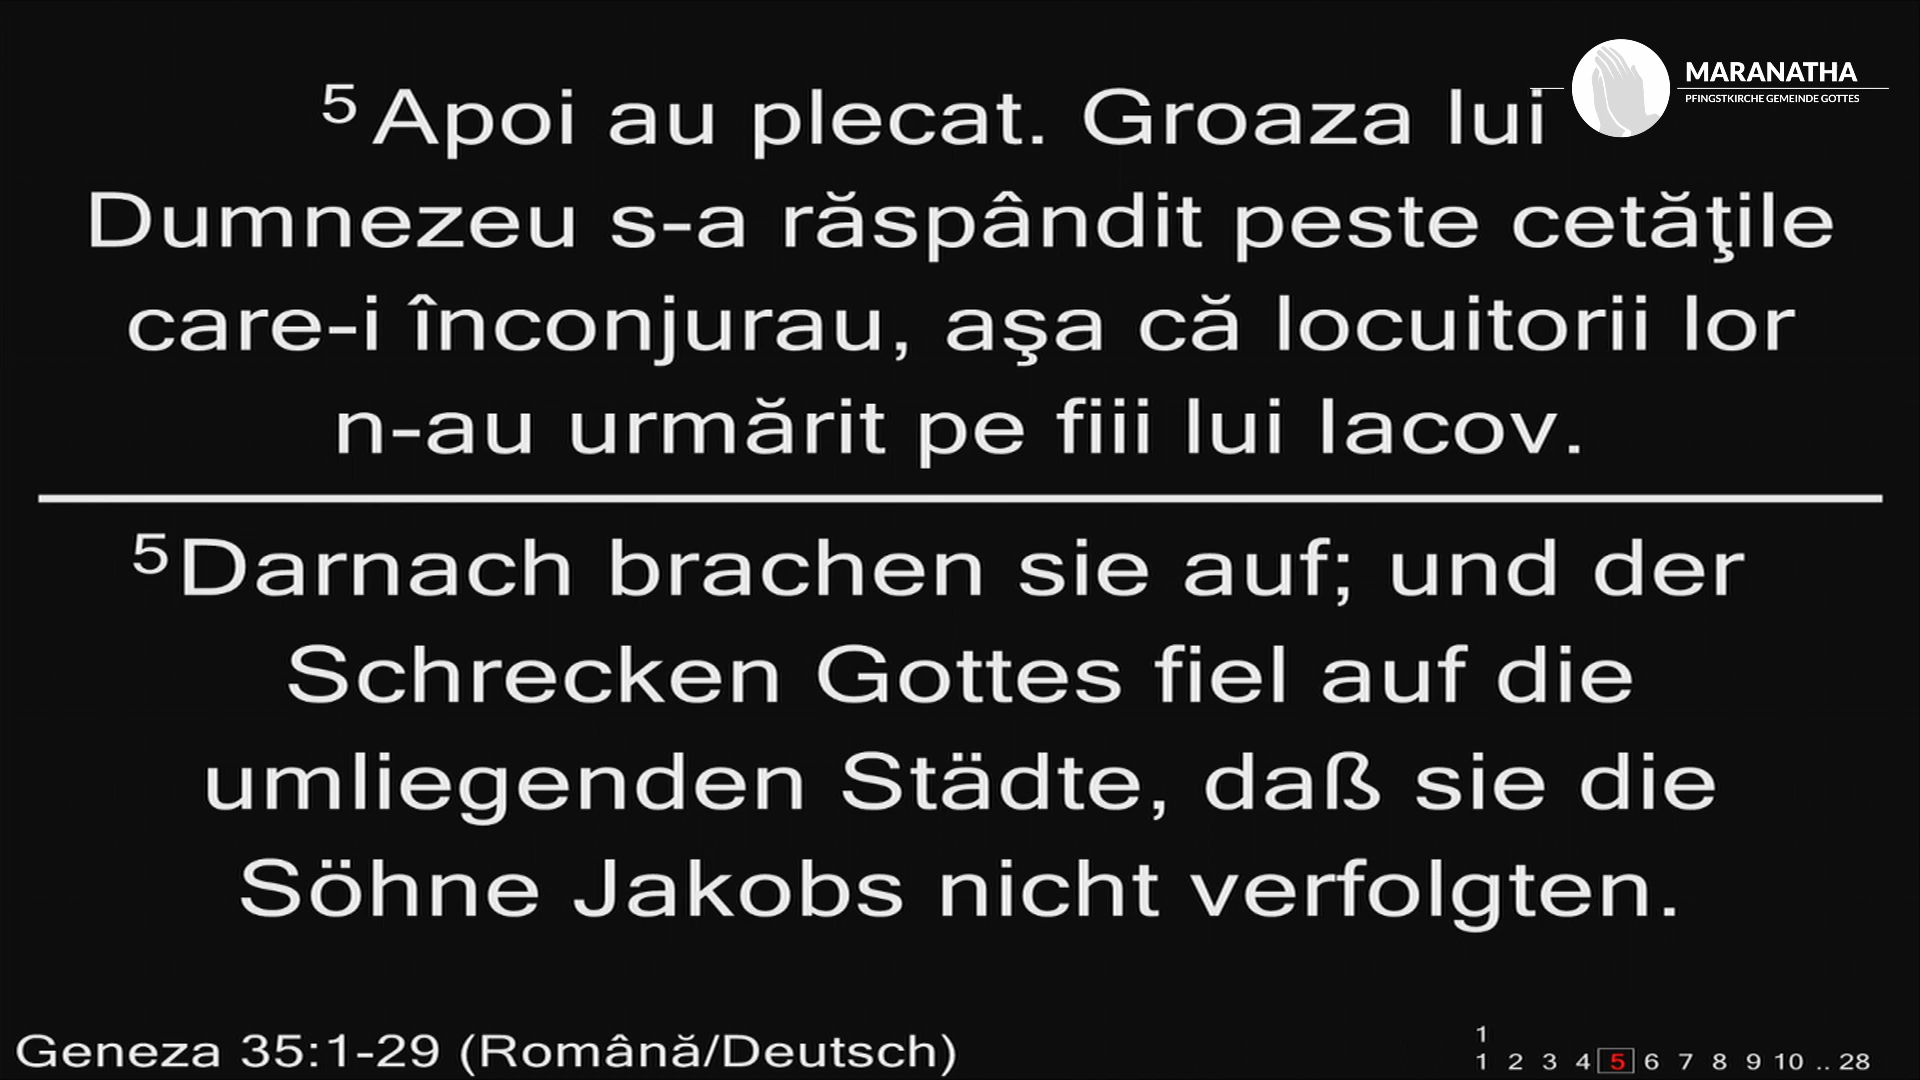 MARANATHA
PFINGSTKIRCHE GEMEINDE GOTTES
5 Apoi au plecat. Groaza lui
Dumnezeu s-a răspândit peste cetăţile
care-i înconjurau, aşa că locuitorii lor
n-au urmărit pe fiii lui Iacov.
5 Darnach brachen sie auf; und der
Schrecken Gottes fiel auf die
umliegenden Städte, daß sie die
Söhne Jakobs nicht verfolgten.
Geneza 35:1-29 (Română/Deutsch)
1
1 2 3 4 5 6 7 8 9 10 .. 28